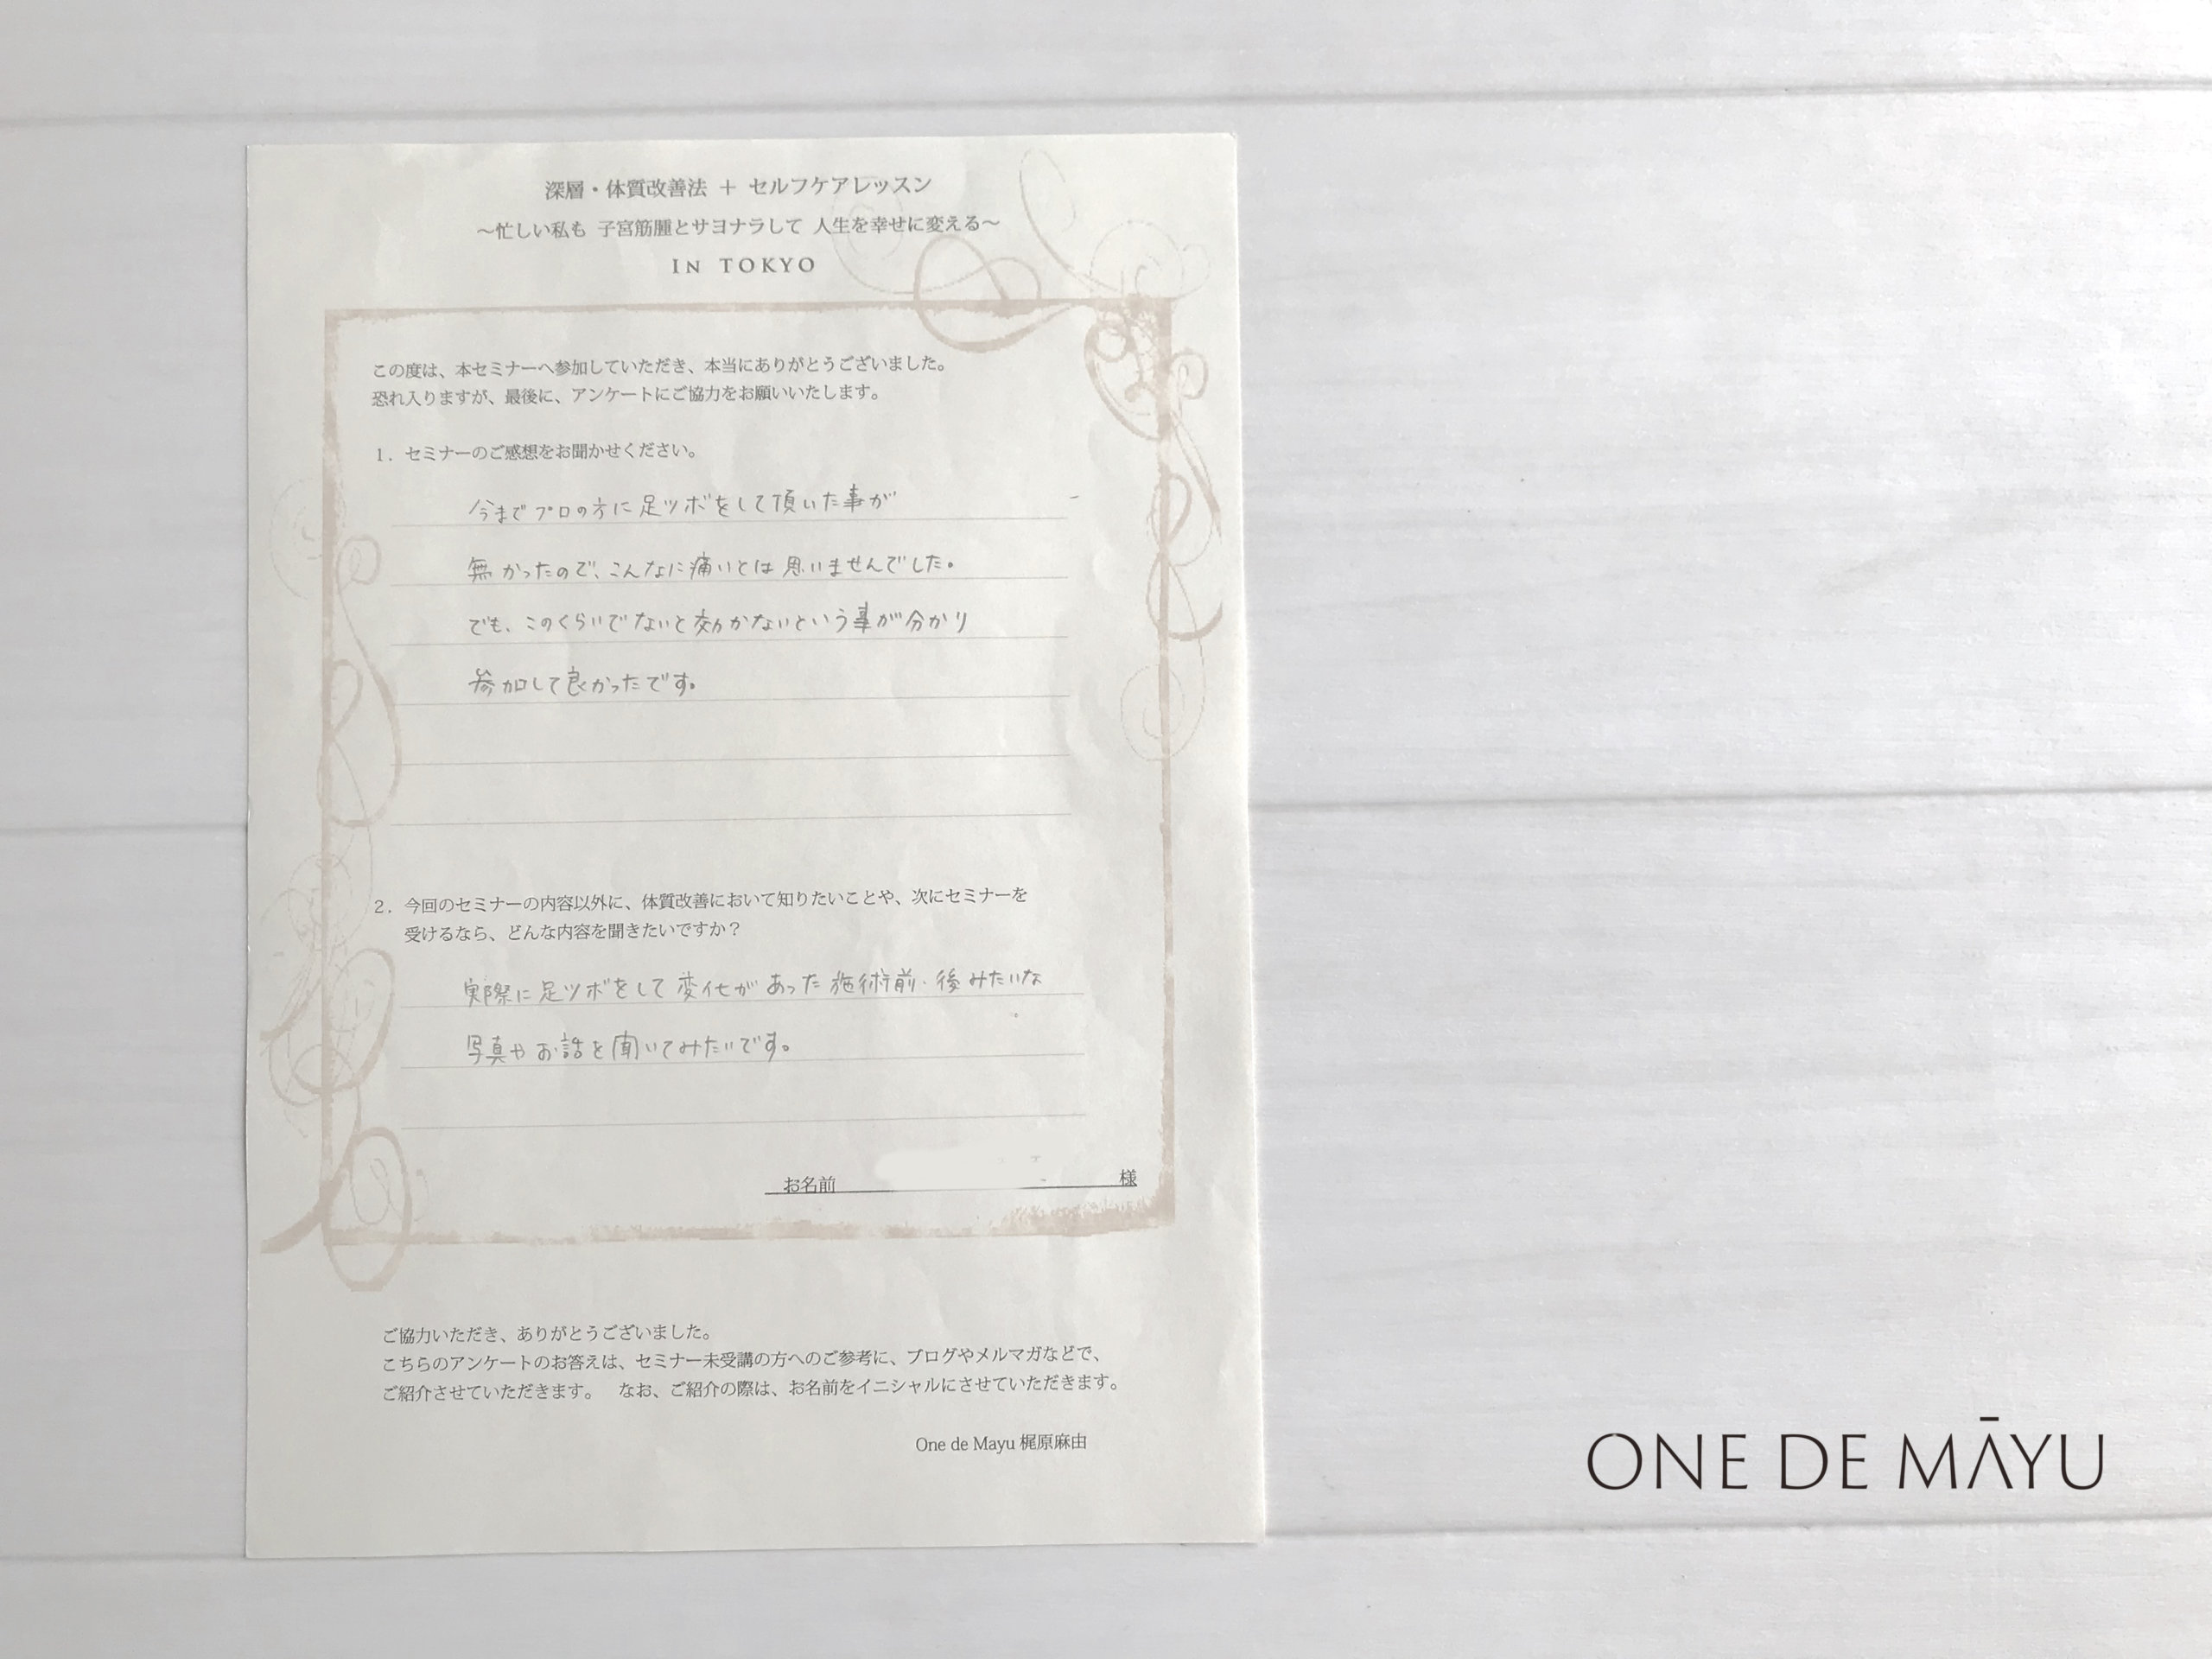 深層・体質改善法 ＋ セルフケアレッスン
～忙しい私も 子宮筋腫とサヨナラして 人生を幸せに変える～
IN TOKYO
この度は、本セミナーへ参加していただき、本当にありがとうございました。
恐れ入りますが、最後に、アンケートにご協力をお願いいたします。
1．セミナーのご感想をお聞かせください。
今までプロの方に足ツボをして頂いた事が
無かったので、こんなに痛いとは思いませんでした。
でも、このくらいでないと効かないという事が分かり
参加して良かったです。
2．今回のセミナーの内容以外に、体質改善において知りたいことや、次にセミナーを
受けるなら、どんな内容を聞きたいですか？
実際に足ツボをして変化があった施術前・後みたいな
写真やお話を聞いてみたいです。
お名前 様
ご協力いただき、ありがとうございました。
こちらのアンケートのお答えは、セミナー未受講の方へのご参考に、ブログやメルマガなどで、
ご紹介させていただきます。 なお、ご紹介の際は、お名前をイニシャルにさせていただきます。
One de Mayu 梶原麻由
ONE DE MĀYU